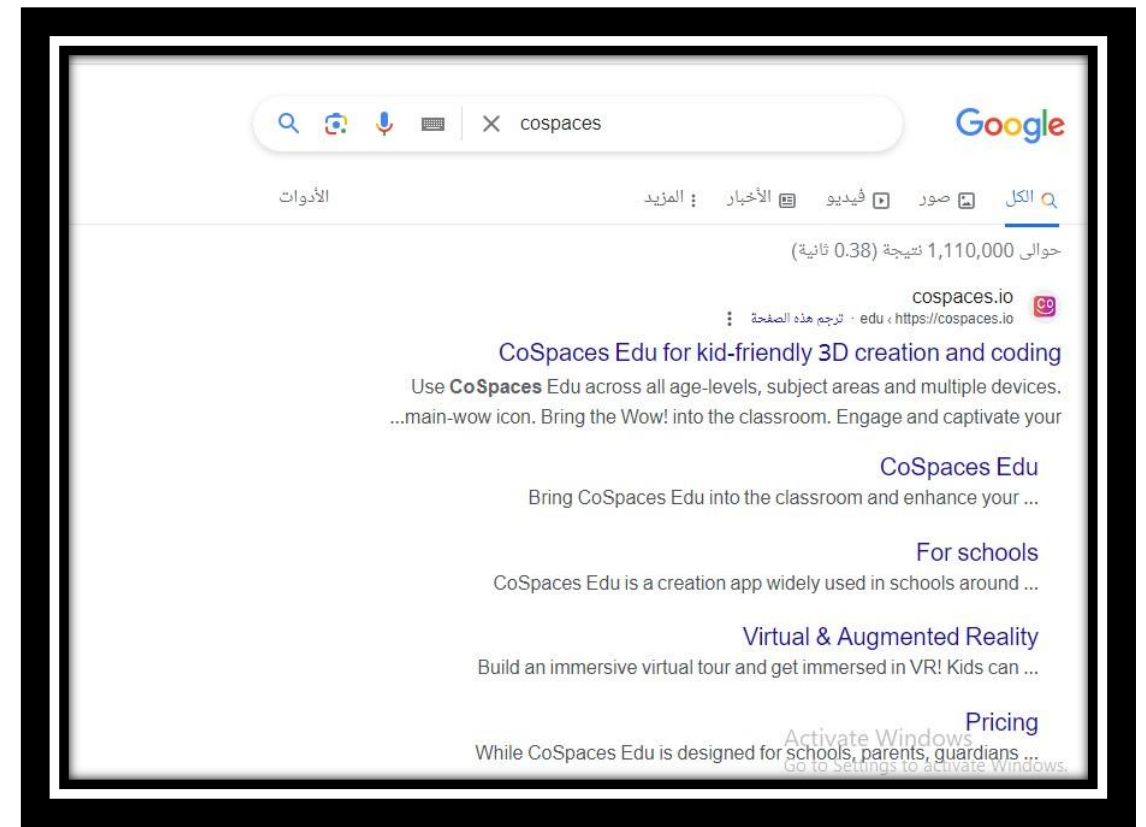 cospaces
Google
الكل صور فيديو الأخبار المزيد الأدوات
حوالى 1,110,000 نتيجة (0.38 ثانية)
cospaces.io
https://cospaces.io › edu · ترجم هذه الصفحة
CoSpaces Edu for kid-friendly 3D creation and coding
Use CoSpaces Edu across all age-levels, subject areas and multiple devices.
...main-wow icon. Bring the Wow! into the classroom. Engage and captivate your
CoSpaces Edu
Bring CoSpaces Edu into the classroom and enhance your ...
For schools
CoSpaces Edu is a creation app widely used in schools around ...
Virtual & Augmented Reality
Build an immersive virtual tour and get immersed in VR! Kids can ...
Pricing
While CoSpaces Edu is designed for schools, parents, guardians ...
Activate Windows
Go to Settings to activate Windows.